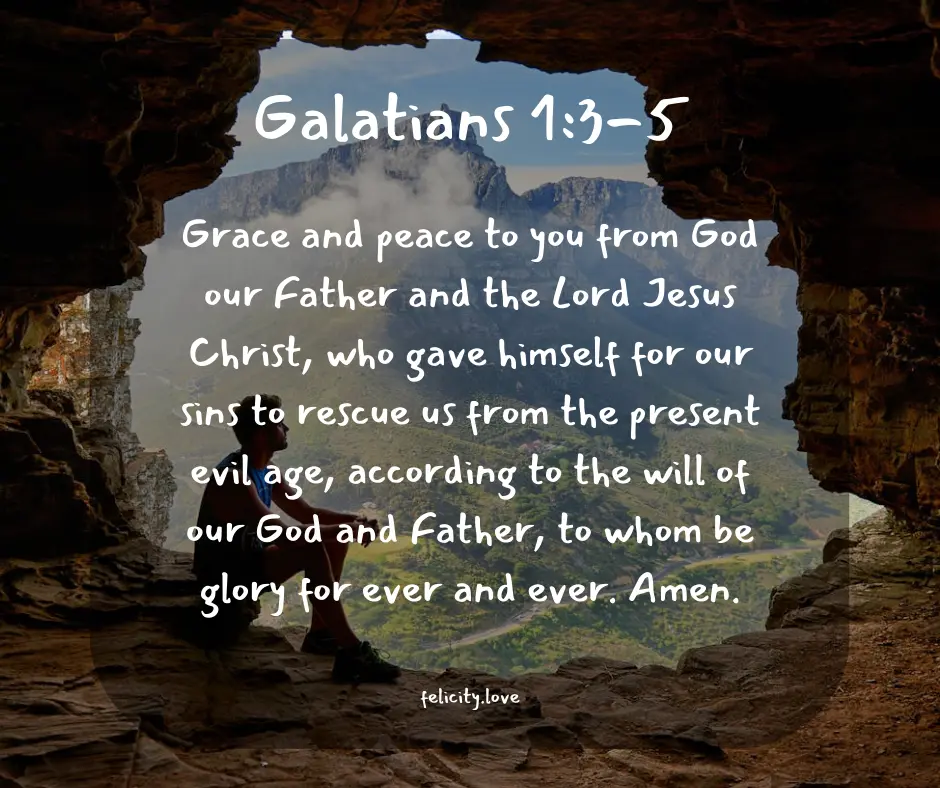 Galatians 1:3-5
Grace and peace to you from God
our Father and the Lord Jesus
Christ, who gave himself for our
sins to rescue us from the present
evil age, according to the will of
our God and Father, to whom be
glory for ever and ever. Amen.
felicity.love